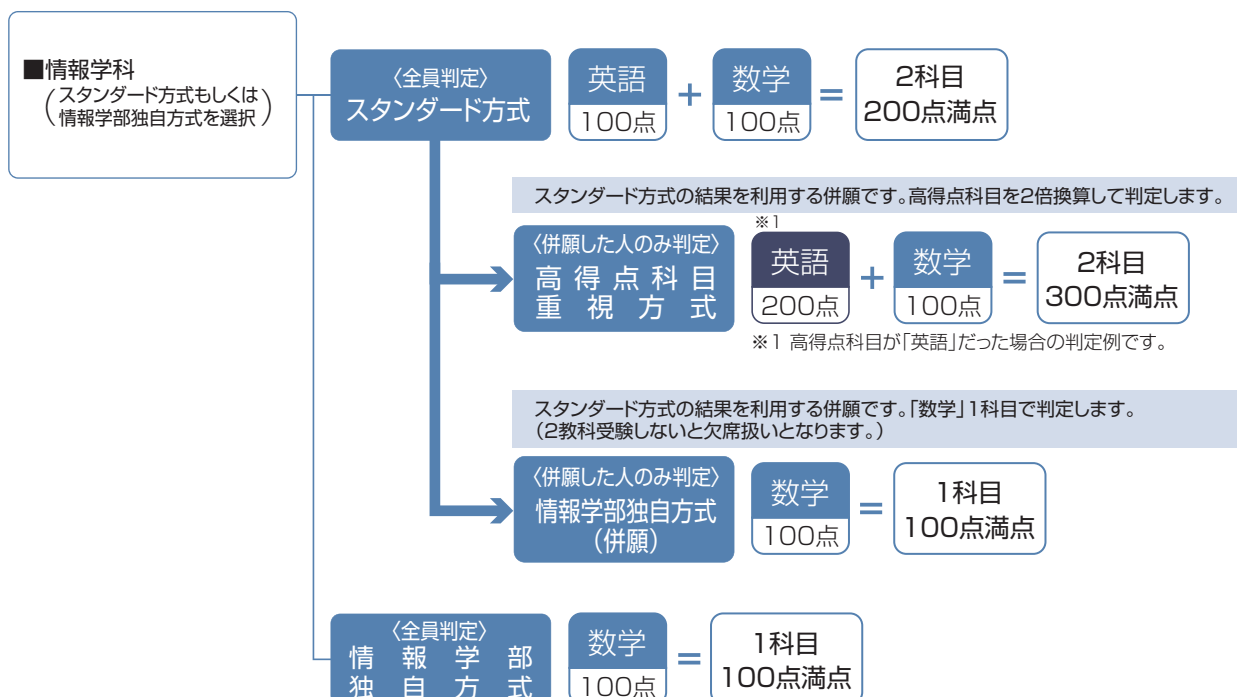 ■情報学科
(スタンダード方式もしくは
情報学部独自方式を選択)
〈全員判定〉
スタンダード方式
英語
100点
+
数学
100点
=
2科目
200点満点
スタンダード方式の結果を利用する併願です。高得点科目を2倍換算して判定します。
〈併願した人のみ判定〉
高得点科目
重視方式
※1
英語
200点
+
数学
100点
=
2科目
300点満点
※1 高得点科目が「英語」だった場合の判定例です。
スタンダード方式の結果を利用する併願です。「数学」1科目で判定します。
(2教科受験しないと欠席扱いとなります。)
〈併願した人のみ判定〉
情報学部独自方式
(併願)
数学
100点
=
1科目
100点満点
〈全員判定〉
情報学部
独自方式
数学
100点
=
1科目
100点満点